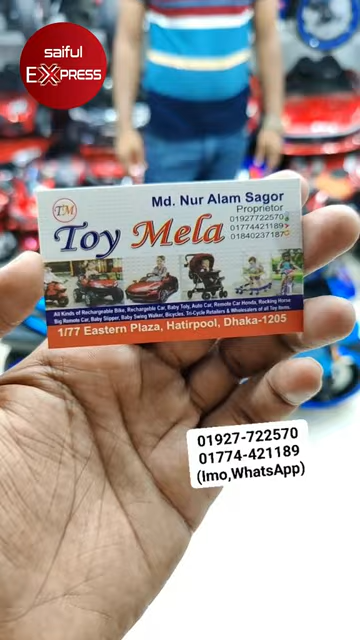 saiful
EXPRESS
TM
Md. Nur Alam Sagor
Proprietor
01927722570
01774421189
01840237187
Toy Mela
All Kinds of Rechargeable Bike, Rechargeble Car, Baby Toly, Auto Car, Remote Car Honda, Rocking Horse
Big Remote Car, Baby Slipper, Baby Swing Walker, Bicycles, Tri-Cycle Retailers & Wholesalers of all Toy Items.
1/77 Eastern Plaza, Hatirpool, Dhaka-1205
01927-722570
01774-421189
(Imo,WhatsApp)